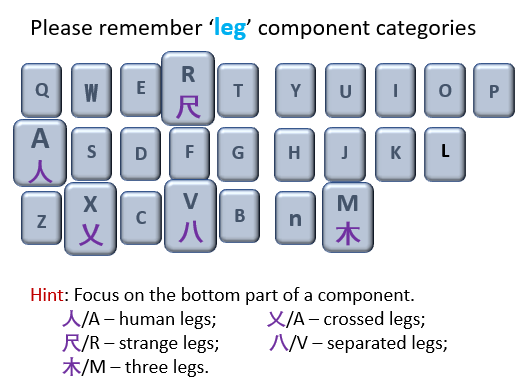 Please remember ‘leg’ component categories
Q W E R T Y U I O P
尺
A S D F G H J K L
人
Z X C V B n M
乂 八 木
Hint: Focus on the bottom part of a component.
人/A – human legs; 乂/A – crossed legs;
尺/R – strange legs; 八/V – separated legs;
木/M – three legs.